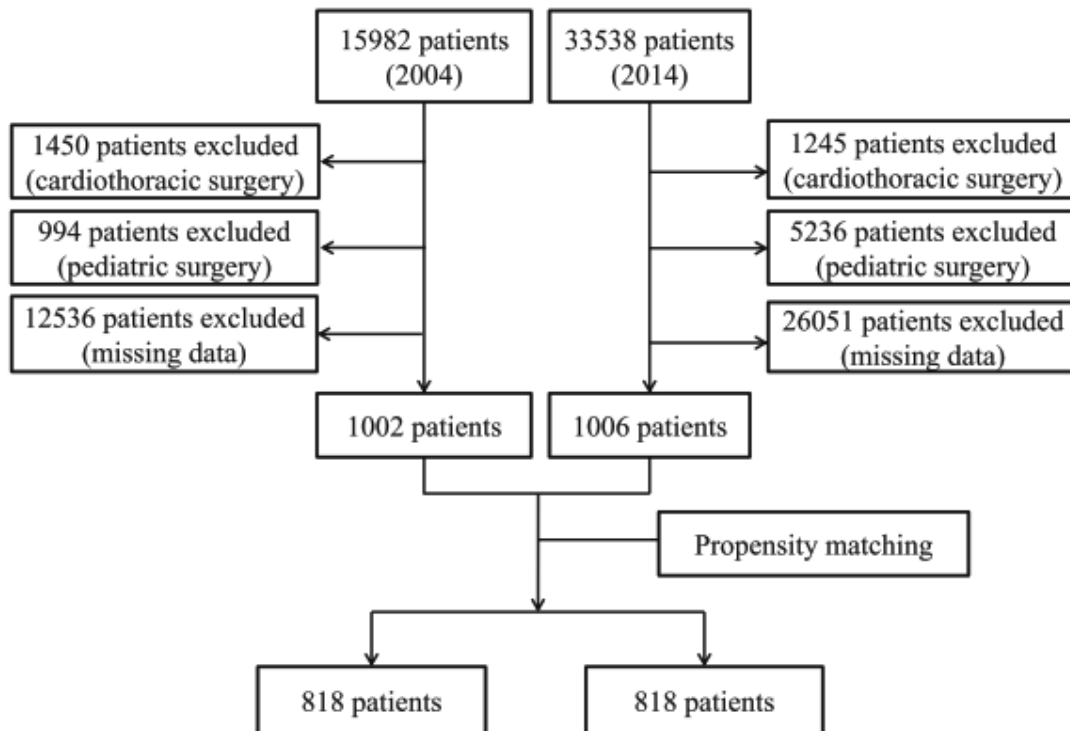 15982 patients
(2004)
33538 patients
(2014)
1450 patients excluded
(cardiothoracic surgery)
1245 patients excluded
(cardiothoracic surgery)
994 patients excluded
(pediatric surgery)
5236 patients excluded
(pediatric surgery)
12536 patients excluded
(missing data)
26051 patients excluded
(missing data)
1002 patients
1006 patients
Propensity matching
818 patients
818 patients